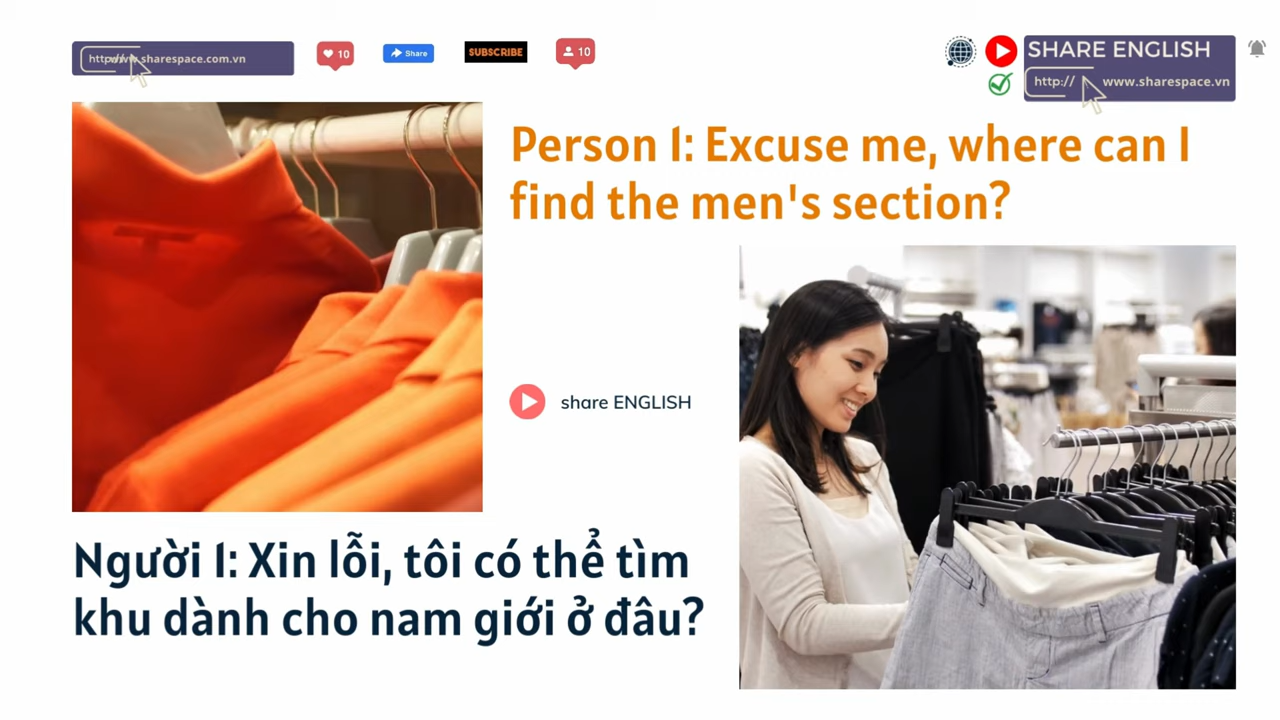 www.sharespace.com.vn
10
Share
SUBSCRIBE
10
SHARE ENGLISH
http:// www.sharespace.vn
Person 1: Excuse me, where can I
find the men's section?
share ENGLISH
Người 1: Xin lỗi, tôi có thể tìm
khu dành cho nam giới ở đâu?